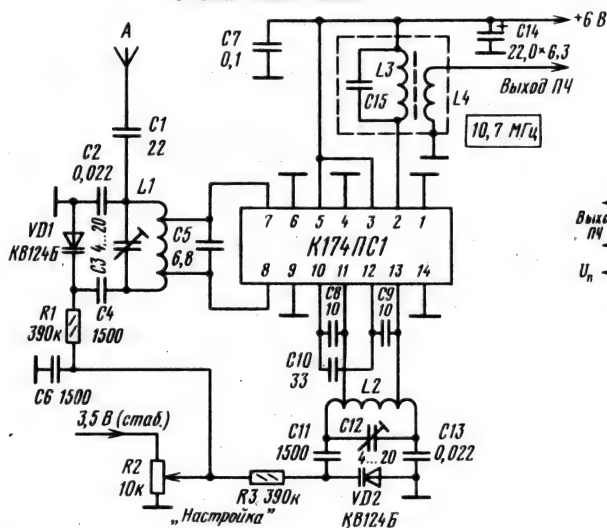 +6 В
C14
22,0×6,3
C7
0,1
A
L3
C15
L4
Выход ПЧ
10,7 МГц
C1
22
C2
0,022
L1
VD1
КВ124Б
C3 4...20
C5
6,8
C4
1500
R1
390к
C6 1500
7 6 5 4 3 2 1
К174ПС1
8 9 10 11 12 13 14
C8
10
C9
10
C10
33
L2
C11
1500
C12
4...20
C13
0,022
3,5 В (стаб.)
R2
10к
„Настройка"
R3 390к
VD2
КВ124Б
ПЧ
Uп